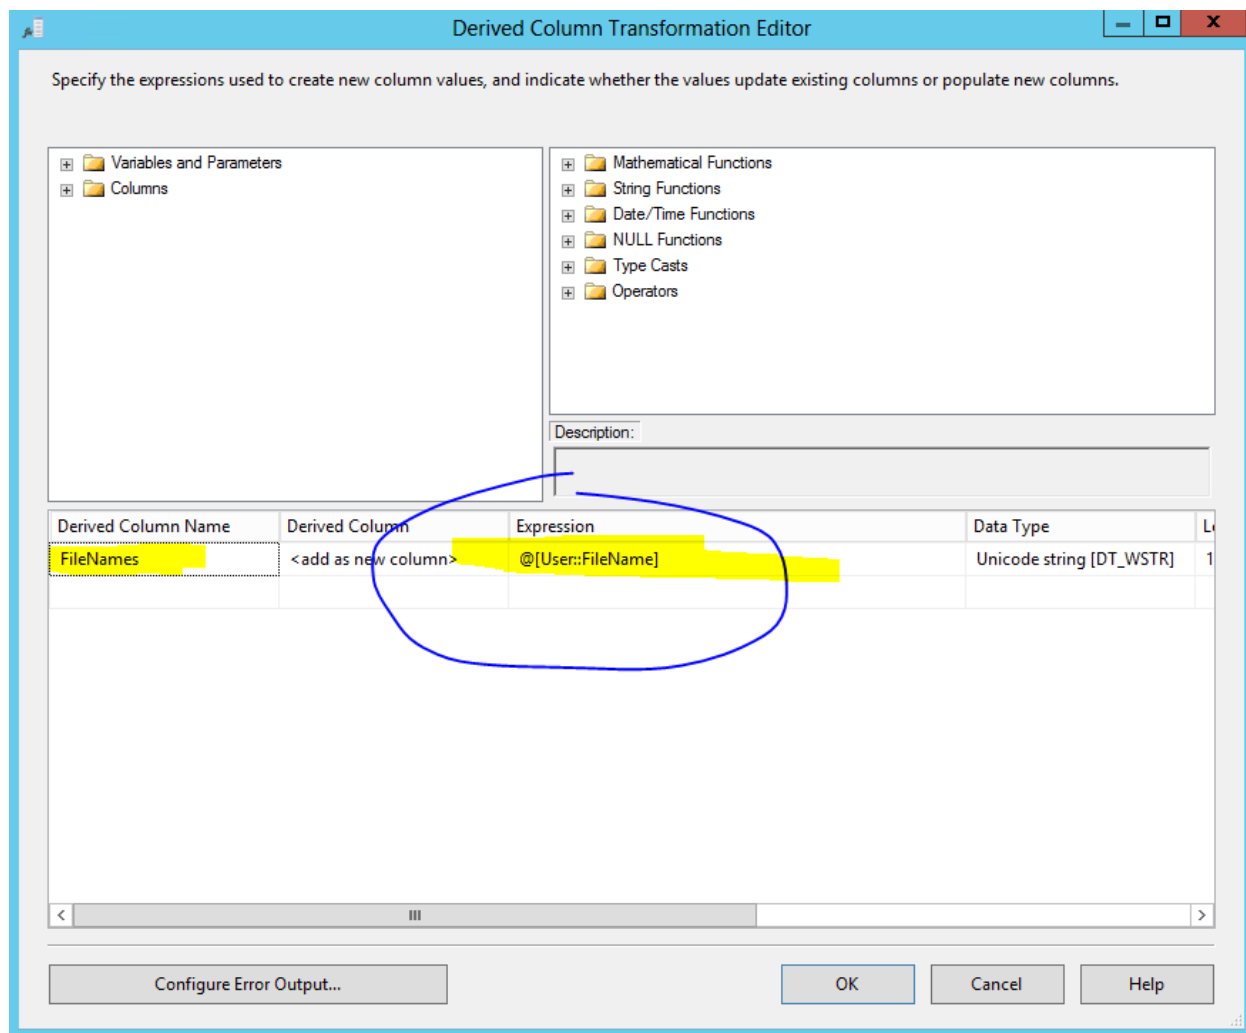 Derived Column Transformation Editor
Specify the expressions used to create new column values, and indicate whether the values update existing columns or populate new columns.
Variables and Parameters
Columns
Mathematical Functions
String Functions
Date/Time Functions
NULL Functions
Type Casts
Operators
Description:
Derived Column Name Derived Column Expression Data Type
FileNames <add as new column> @[User::FileName] Unicode string [DT_WSTR] 1
Configure Error Output... OK Cancel Help